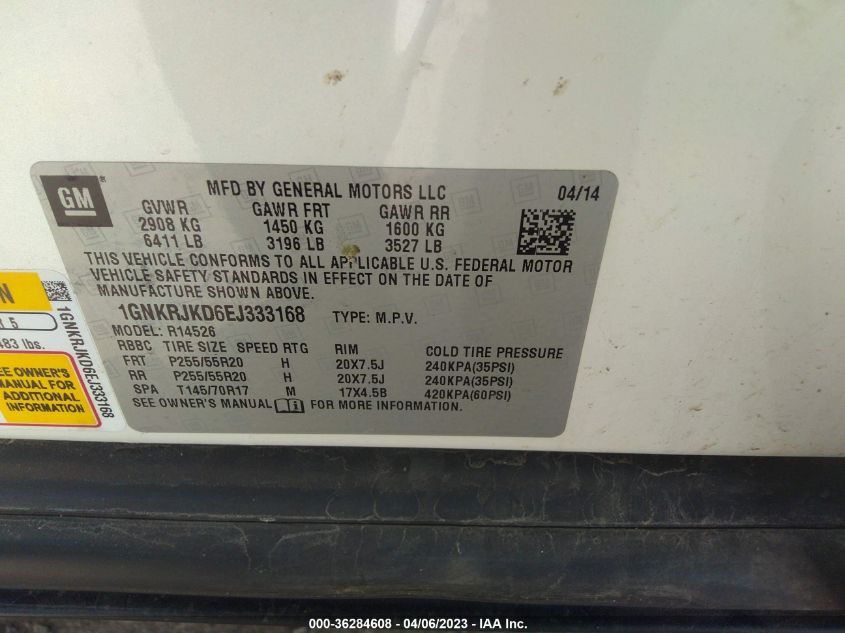 GM
®
MFD BY GENERAL MOTORS LLC 04/14
GVWR GAWR FRT GAWR RR
2908 KG 1450 KG 1600 KG
6411 LB 3196 LB 3527 LB
THIS VEHICLE CONFORMS TO ALL APPLICABLE U.S. FEDERAL MOTOR
VEHICLE SAFETY STANDARDS IN EFFECT ON THE DATE OF
MANUFACTURE SHOWN ABOVE.
1GNKRJKD6EJ333168 TYPE: M.P.V.
MODEL: R14526
RBBC TIRE SIZE SPEED RTG RIM COLD TIRE PRESSURE
FRT P255/55R20 H 20X7.5J 240KPA(35PSI)
RR P255/55R20 H 20X7.5J 240KPA(35PSI)
SPA T145/70R17 M 17X4.5B 420KPA(60PSI)
SEE OWNER'S MANUAL i FOR MORE INFORMATION.
N
R 5
483 lbs.
SEE OWNER'S
MANUAL FOR
ADDITIONAL
INFORMATION
1GNKRJKD6EJ333168
000-36284608 - 04/06/2023 - IAA Inc.